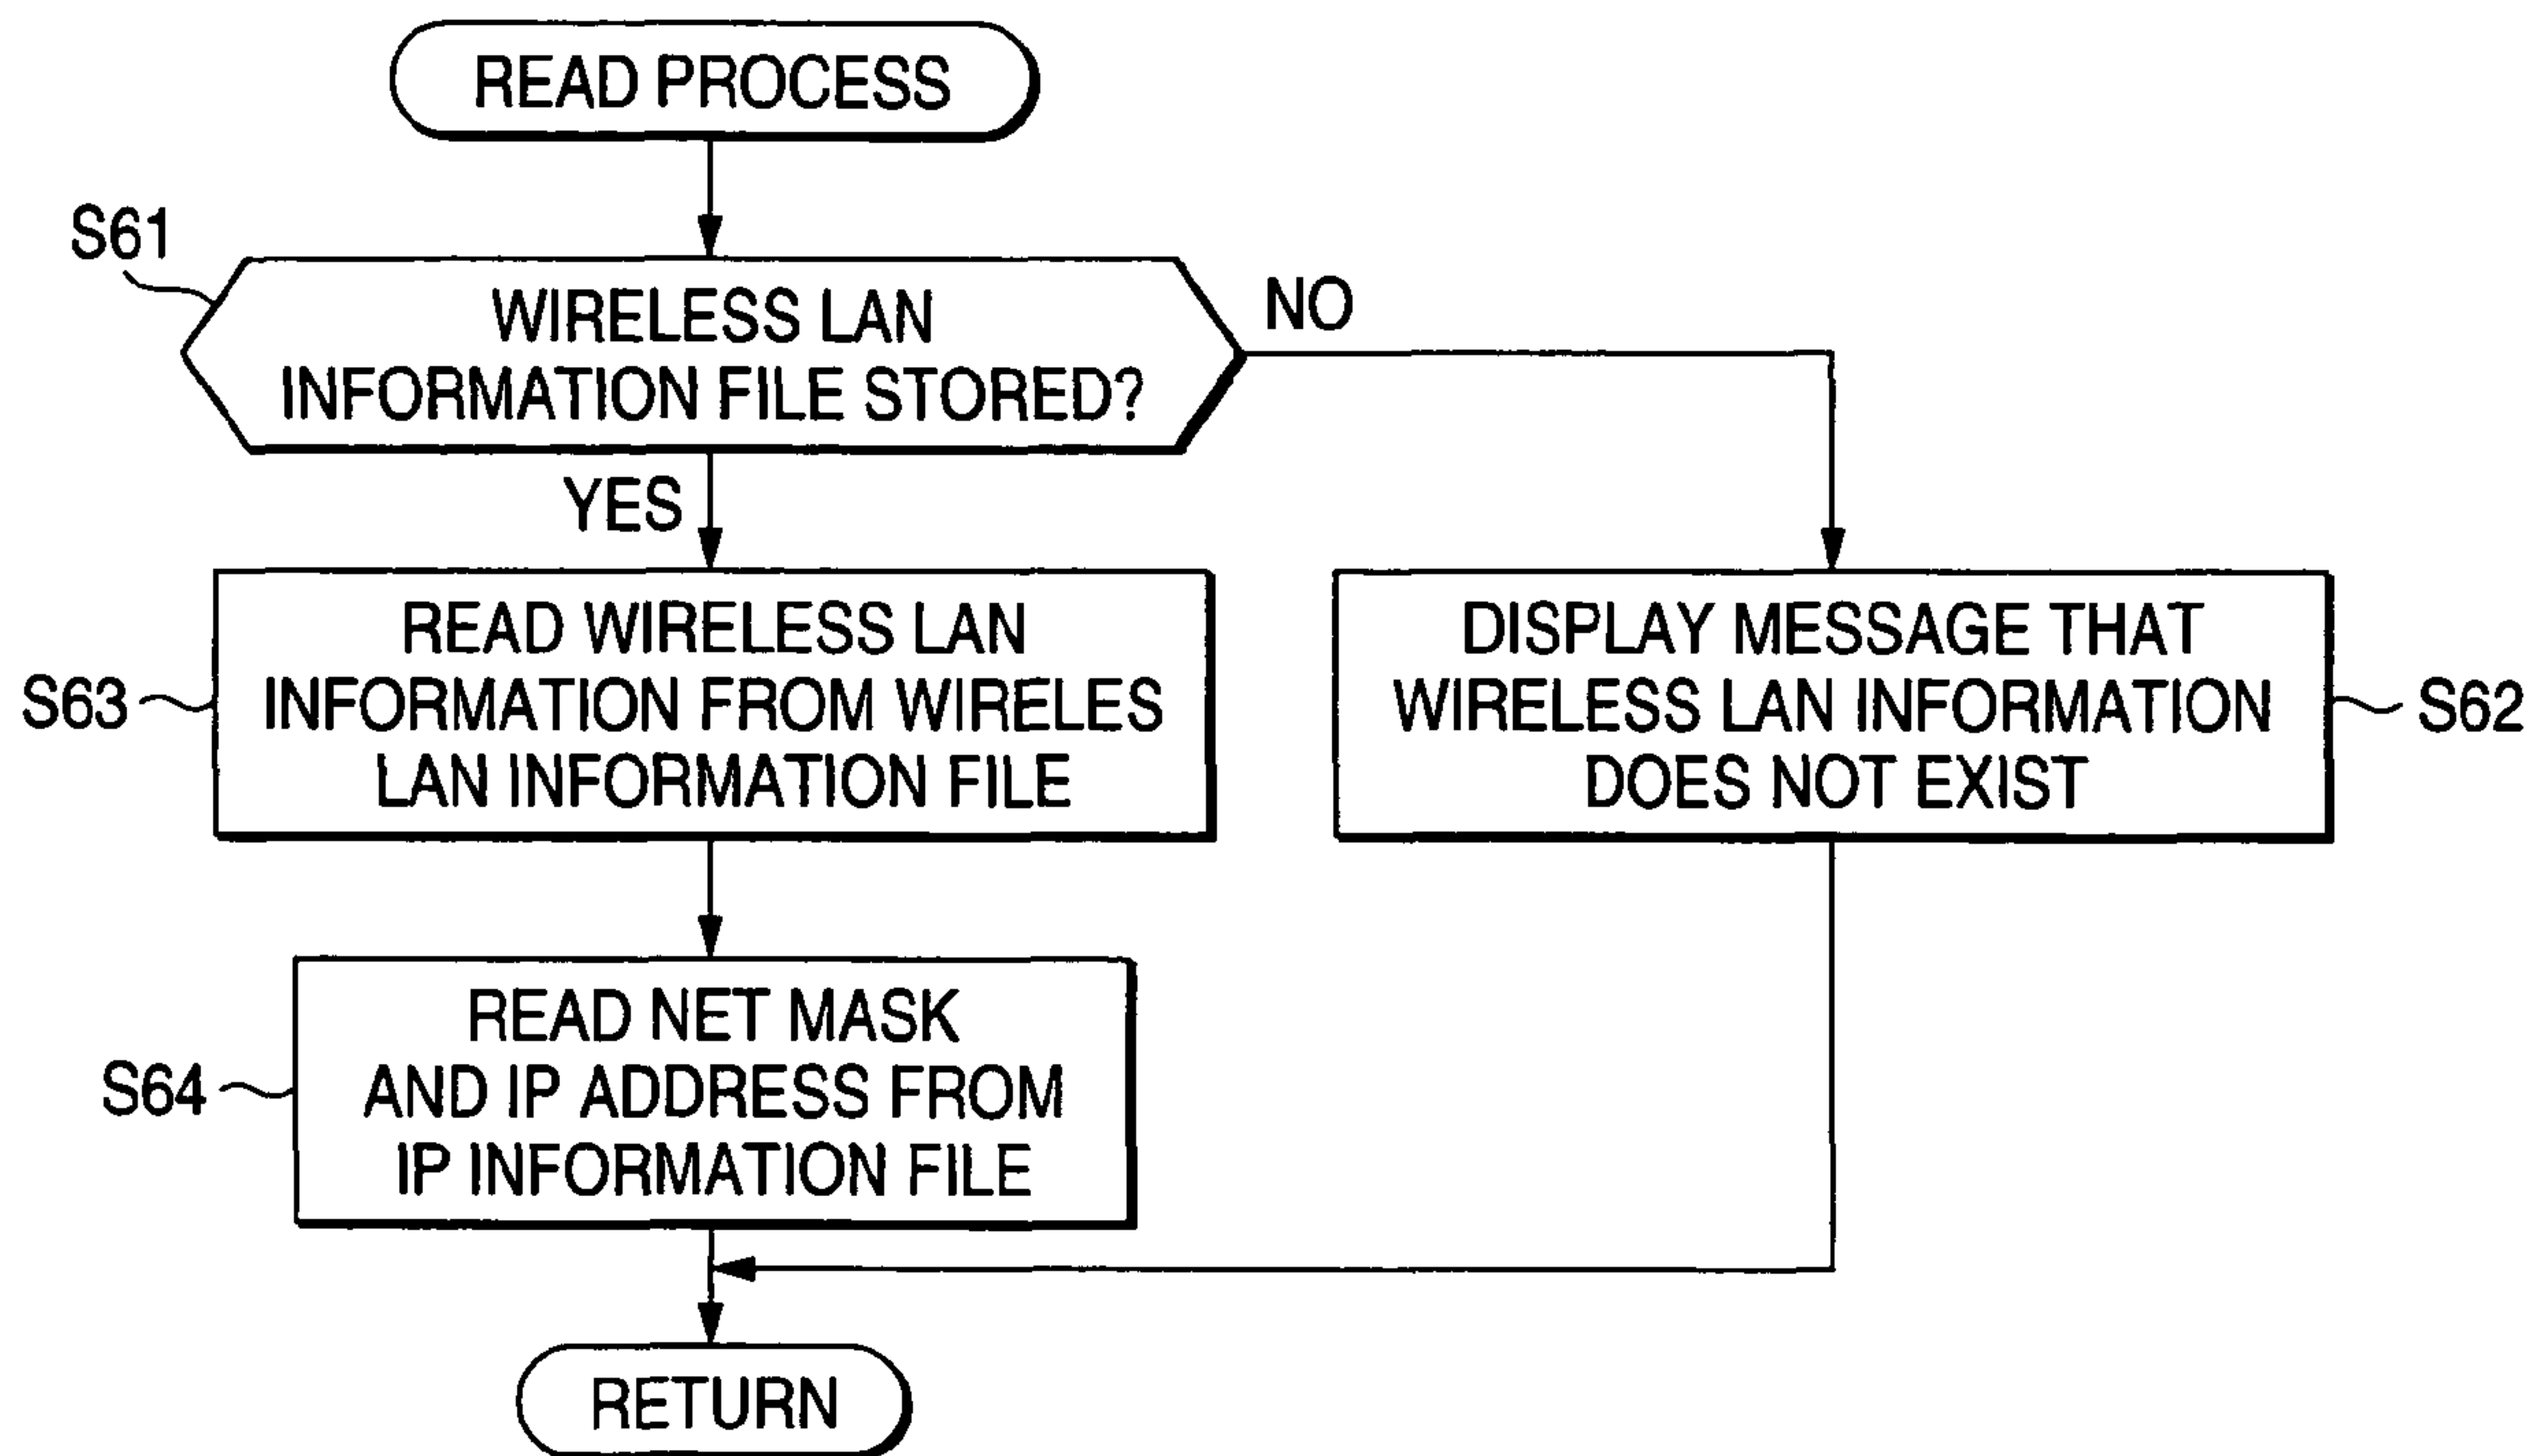 READ PROCESS
S61
WIRELESS LAN
INFORMATION FILE STORED?
NO
YES
S63
READ WIRELESS LAN
INFORMATION FROM WIRELES
LAN INFORMATION FILE
DISPLAY MESSAGE THAT
WIRELESS LAN INFORMATION
DOES NOT EXIST
S62
S64
READ NET MASK
AND IP ADDRESS FROM
IP INFORMATION FILE
RETURN